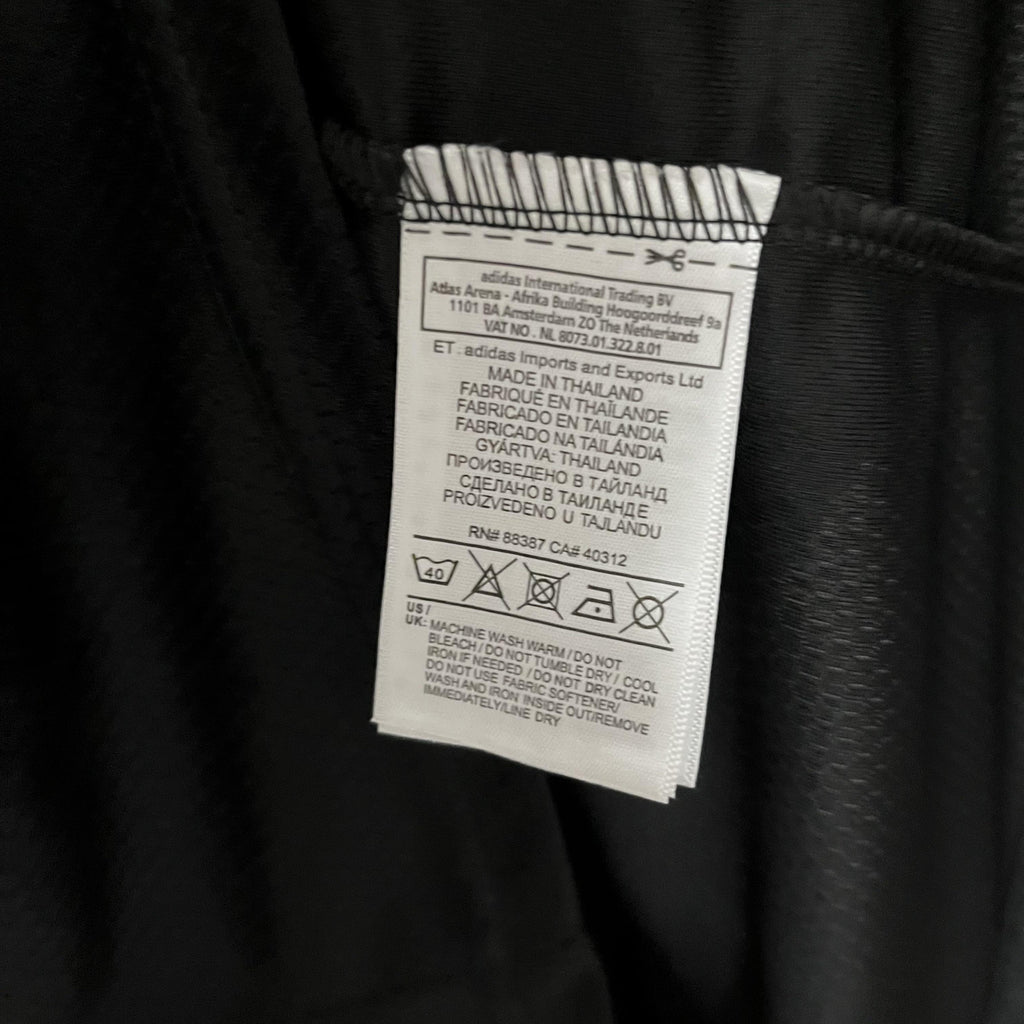 adidas International Trading BV
Atlas Arena - Afrika Building Hoogoorddreef 9a
1101 BA Amsterdam ZO The Netherlands
VAT NO . NL 8073.01.322.8.01
ET : adidas Imports and Exports Ltd
MADE IN THAILAND
FABRIQUÉ EN THAÏLANDE
FABRICADO EN TAILANDIA
FABRICADO NA TAILÁNDIA
GYÁRTVA: THAILAND
ПРОИЗВЕДЕНО В ТАЙЛАНД
СДЕЛАНО В ТАИЛАНДЕ
PROIZVEDENO U TAJLANDU
RN# 88387 CA# 40312
40
US /
UK: MACHINE WASH WARM / DO NOT
BLEACH / DO NOT TUMBLE DRY / COOL
IRON IF NEEDED / DO NOT DRY CLEAN
DO NOT USE FABRIC SOFTENER/
WASH AND IRON INSIDE OUT/REMOVE
IMMEDIATELY/LINE DRY